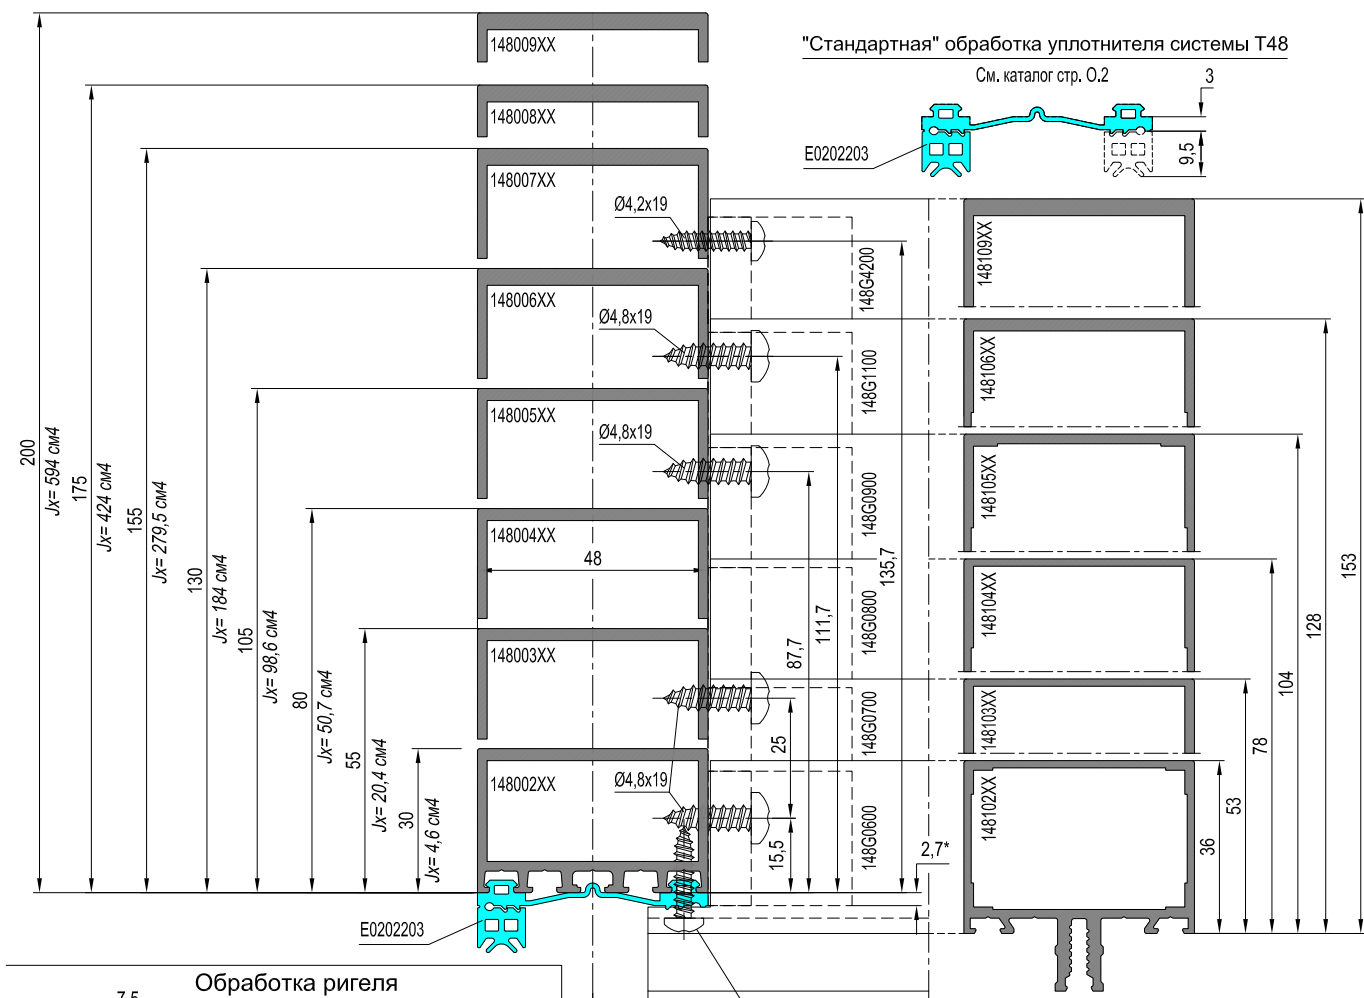 "Стандартная" обработка уплотнителя системы Т48
См. каталог стр. О.2
3
9,5
E0202203
148009XX
148008XX
148007XX
148006XX
148005XX
148004XX
48
148003XX
148002XX
Ø4,2x19
Ø4,8x19
Ø4,8x19
Ø4,8x19
200
Jx= 594 см4
175
Jx= 424 см4
155
Jx= 279,5 см4
130
Jx= 184 см4
105
Jx= 98,6 см4
80
Jx= 50,7 см4
55
Jx= 20,4 см4
30
Jx= 4,6 см4
148G4200
148G1100
148G0900
148G0800
148G0700
148G0600
135,7
111,7
87,7
25
15,5
2,7*
148109XX
148106XX
148105XX
148104XX
148103XX
148102XX
153
128
104
78
53
36
E0202203
Обработка ригеля
7,5